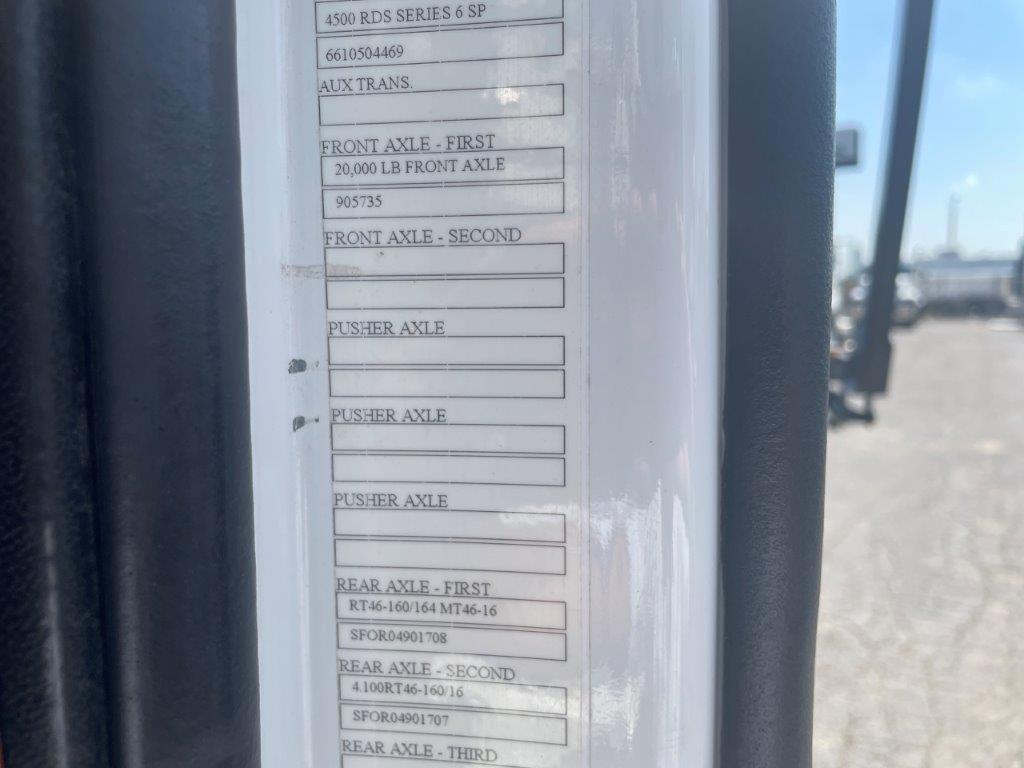 4500 RDS SERIES 6 SP
6610504469
AUX TRANS.
FRONT AXLE - FIRST
20,000 LB FRONT AXLE
905735
FRONT AXLE - SECOND
PUSHER AXLE
PUSHER AXLE
PUSHER AXLE
REAR AXLE - FIRST
RT46-160/164 MT46-16
SFOR04901708
REAR AXLE - SECOND
4.100RT46-160/16
SFOR04901707
REAR AXLE - THIRD